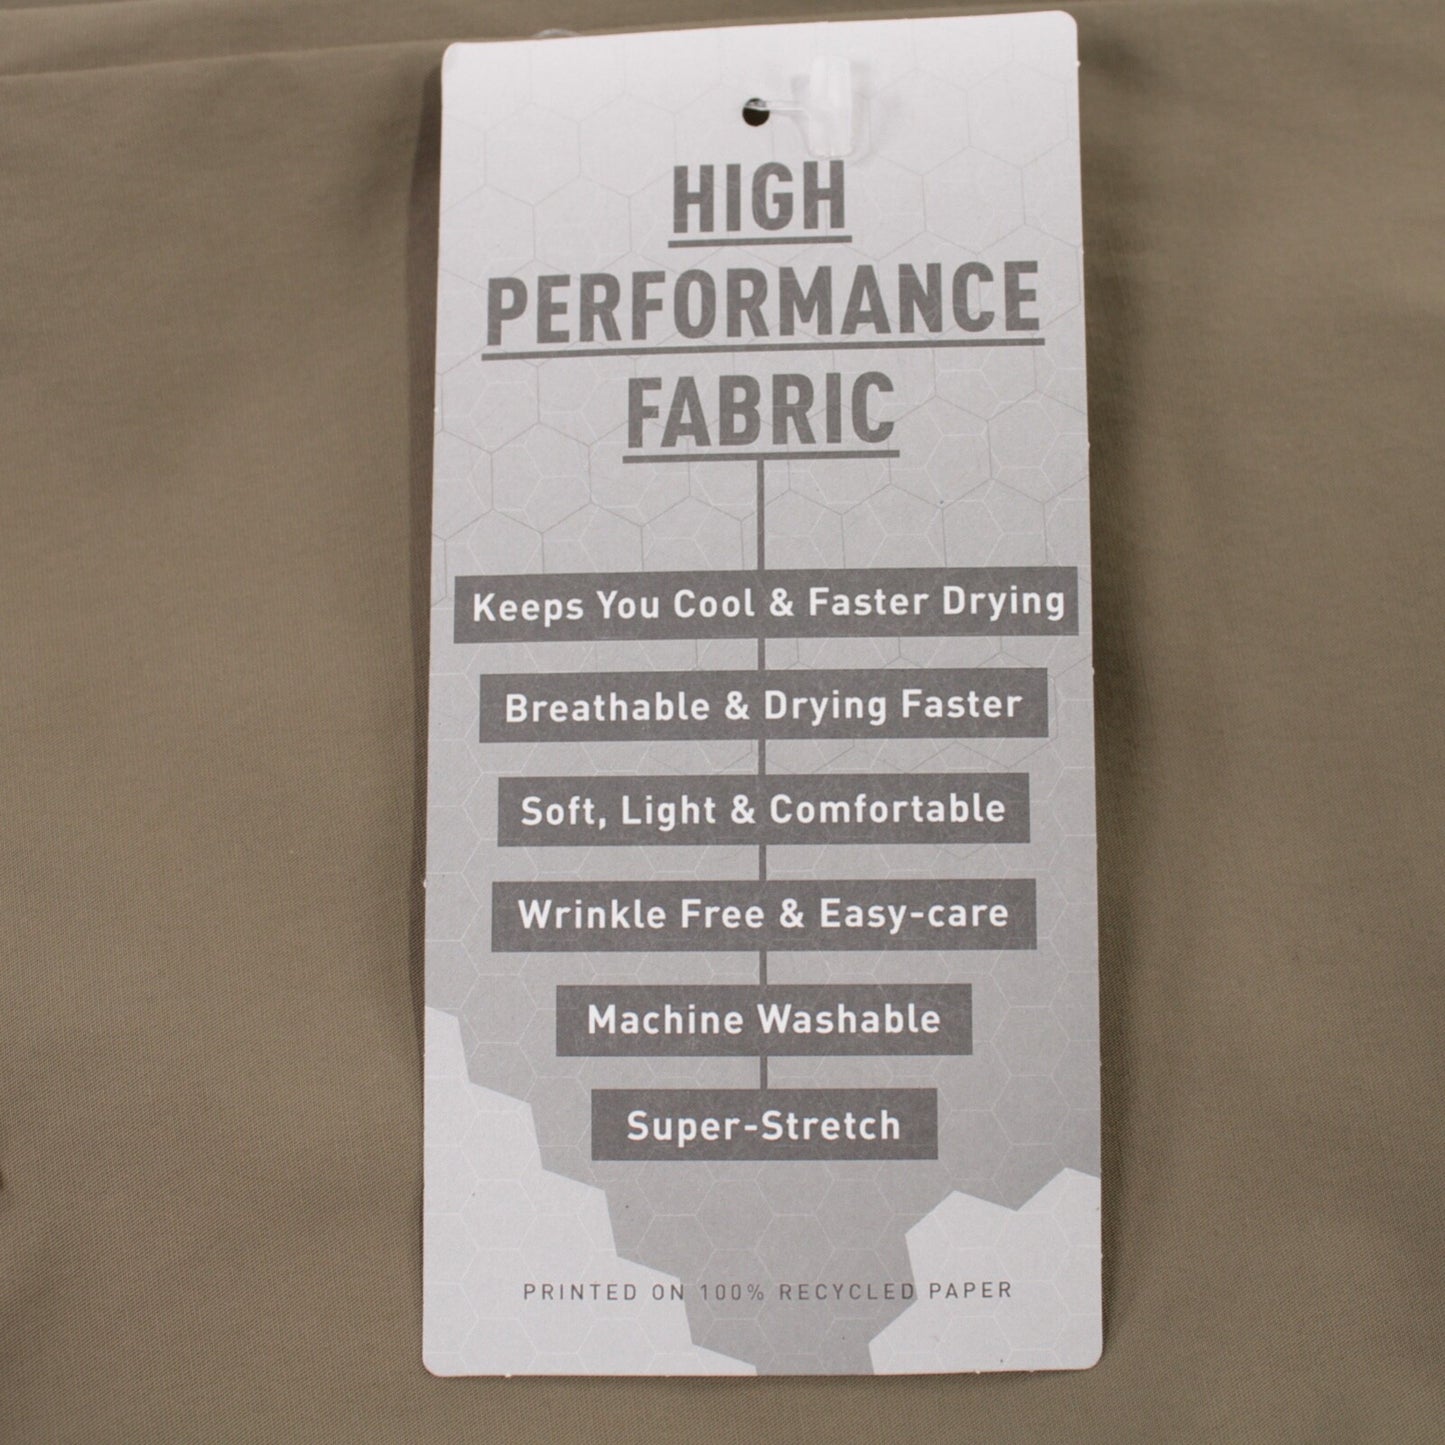 HIGH
PERFORMANCE
FABRIC
Keeps You Cool & Faster Drying
Breathable & Drying Faster
Soft, Light & Comfortable
Wrinkle Free & Easy-care
Machine Washable
Super-Stretch
PRINTED ON 100% RECYCLED PAPER